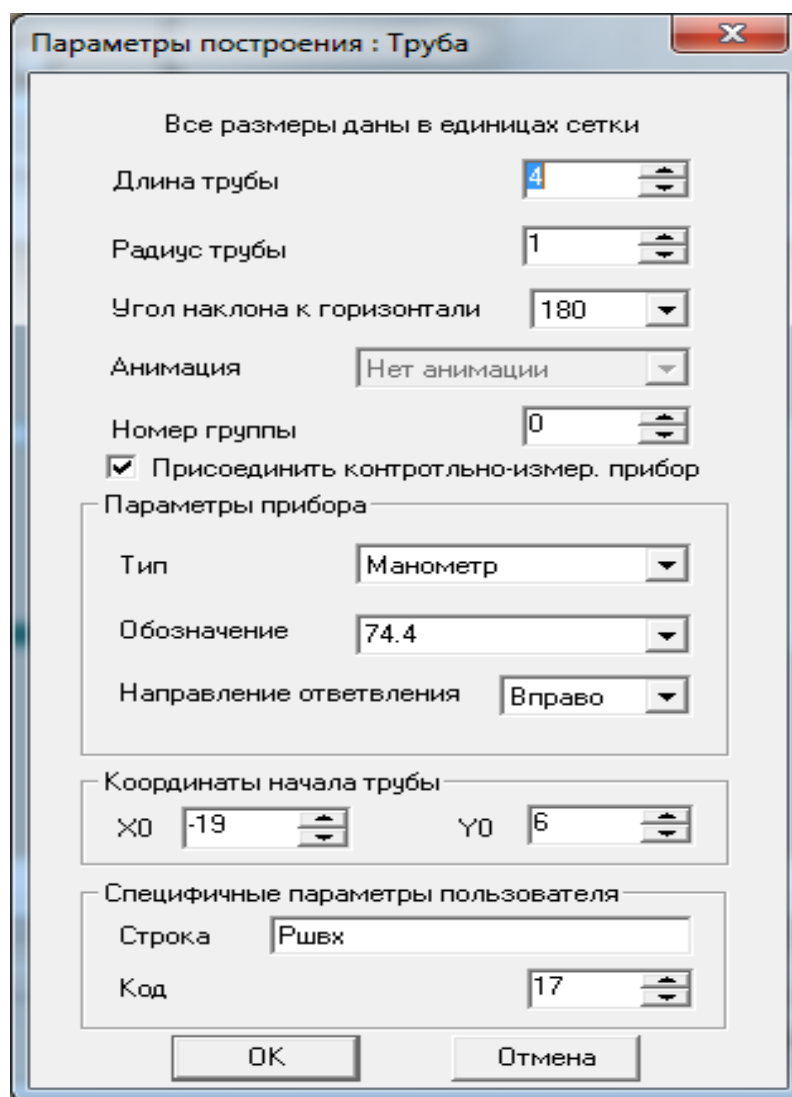 Параметры построения : Труба
Все размеры даны в единицах сетки
Длина трубы 4
Радиус трубы 1
Угол наклона к горизонтали 180
Анимация Нет анимации
Номер группы 0
Присоединить контротльно-измер. прибор
Параметры прибора
Тип Манометр
Обозначение 74.4
Направление ответвления Вправо
Координаты начала трубы
X0 -19 Y0 6
Специфичные параметры пользователя
Строка Ршвх
Код 17
OK Отмена